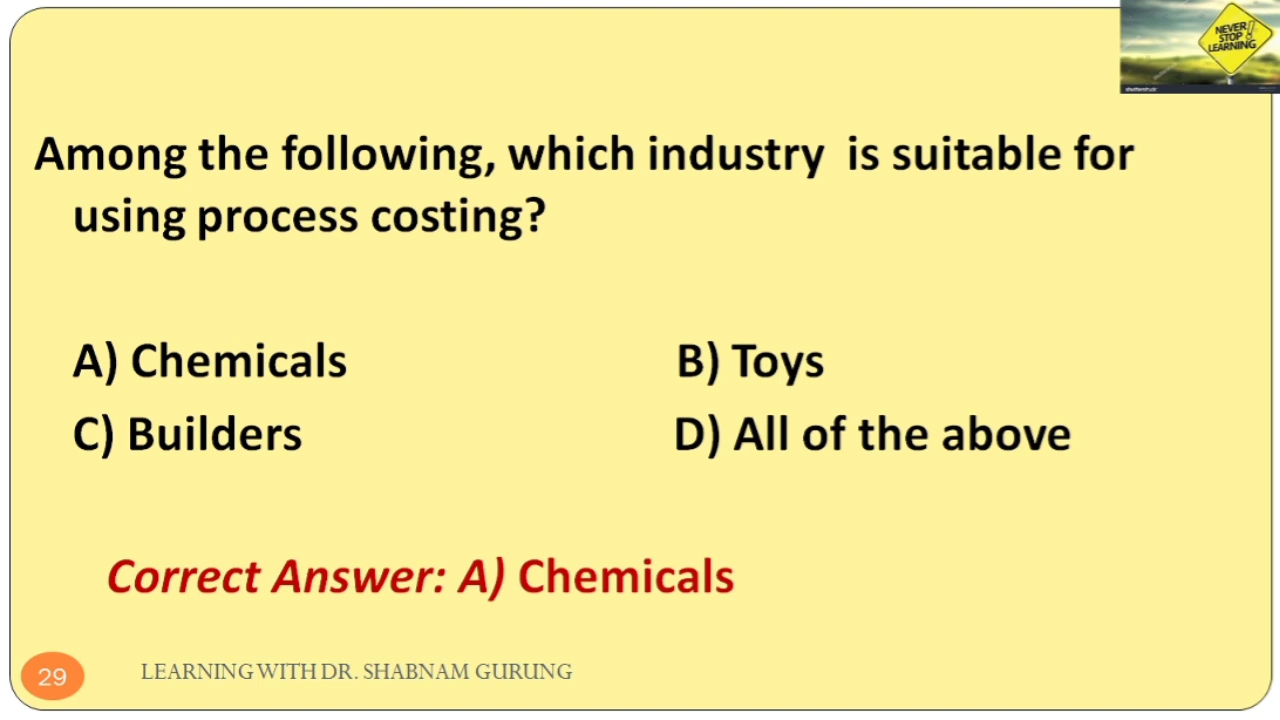 NEVER
STOP !
LEARNING
shutterstock
Among the following, which industry is suitable for
using process costing?
A) Chemicals B) Toys
C) Builders D) All of the above
Correct Answer: A) Chemicals
29 LEARNING WITH DR. SHABNAM GURUNG